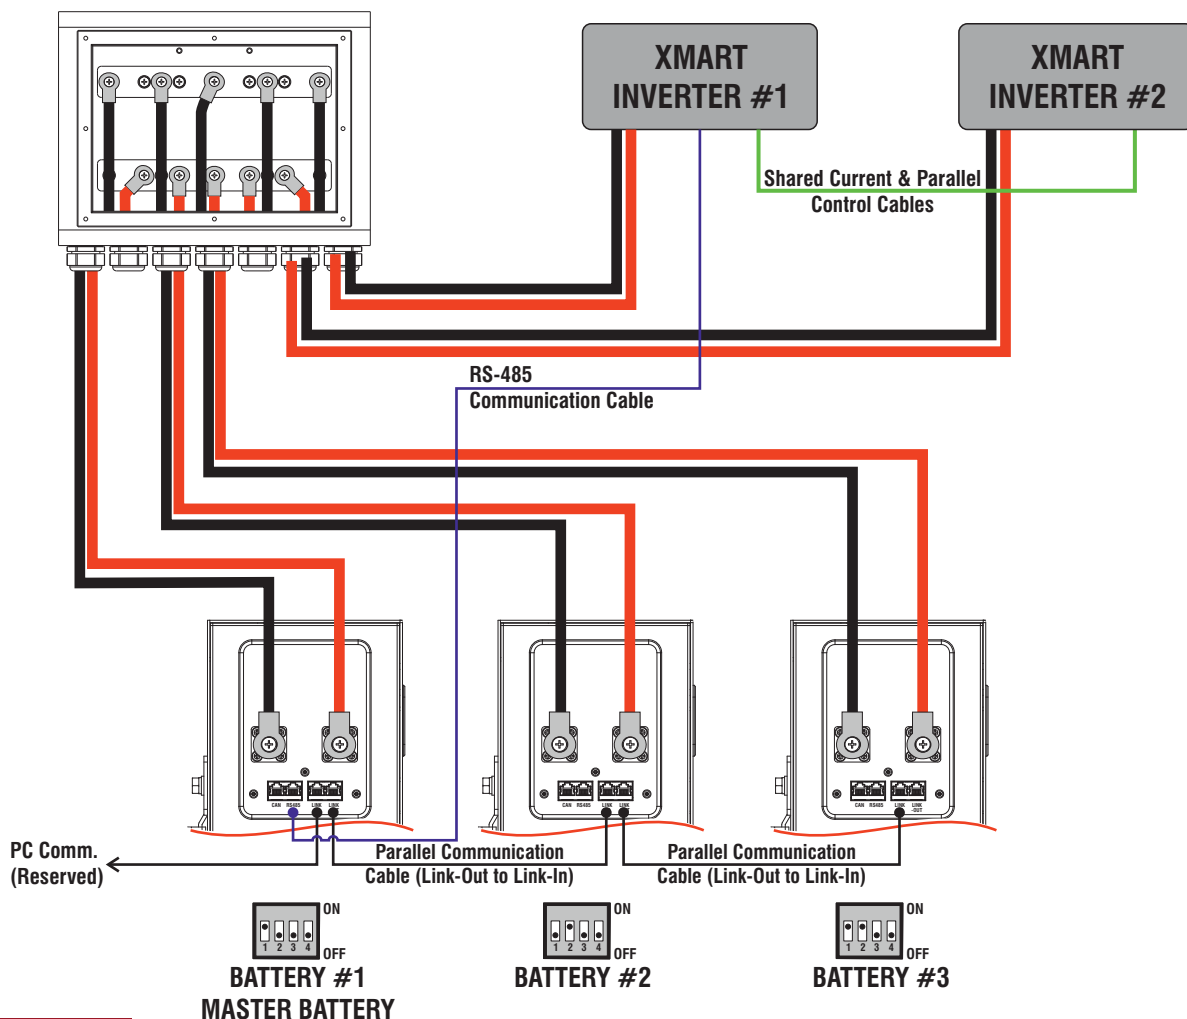 XMART
INVERTER #1
XMART
INVERTER #2
Shared Current & Parallel
Control Cables
RS-485
Communication Cable
CAN RS485 LINK LINK
CAN RS485 LINK LINK
CAN RS485 LINK LINK
-OUT
PC Comm.
(Reserved)
Parallel Communication
Cable (Link-Out to Link-In)
Parallel Communication
Cable (Link-Out to Link-In)
ON
1 2 3 4
OFF
ON
1 2 3 4
OFF
ON
1 2 3 4
OFF
BATTERY #1
MASTER BATTERY
BATTERY #2
BATTERY #3